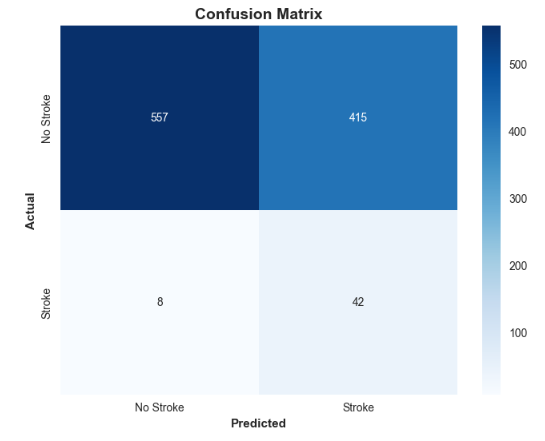 Confusion Matrix
No Stroke
557
415
Stroke
8
42
Actual
No Stroke
Stroke
Predicted
500
400
300
200
100